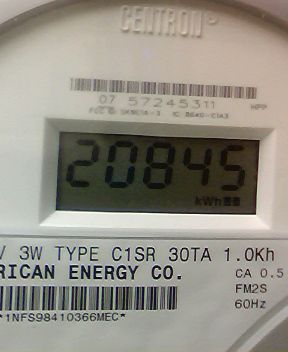 CENTRON®
07 57245311 HPP
20845
kWh
V 3W TYPE C1SR 30TA 1.0Kh
RICAN ENERGY CO. CA 0.5
FM2S
60Hz
*1NFS98410366MEC*